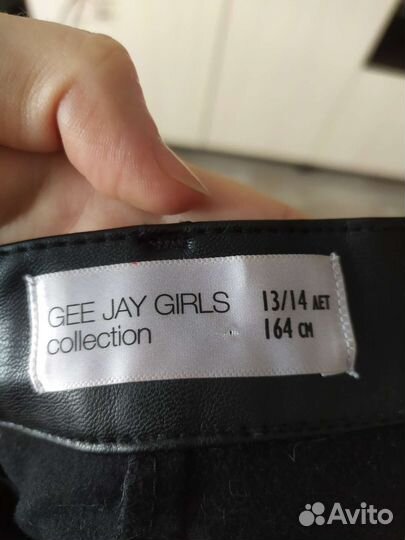 GEE JAY GIRLS
collection
13/14 ЛЕТ
164 СМ
Avito